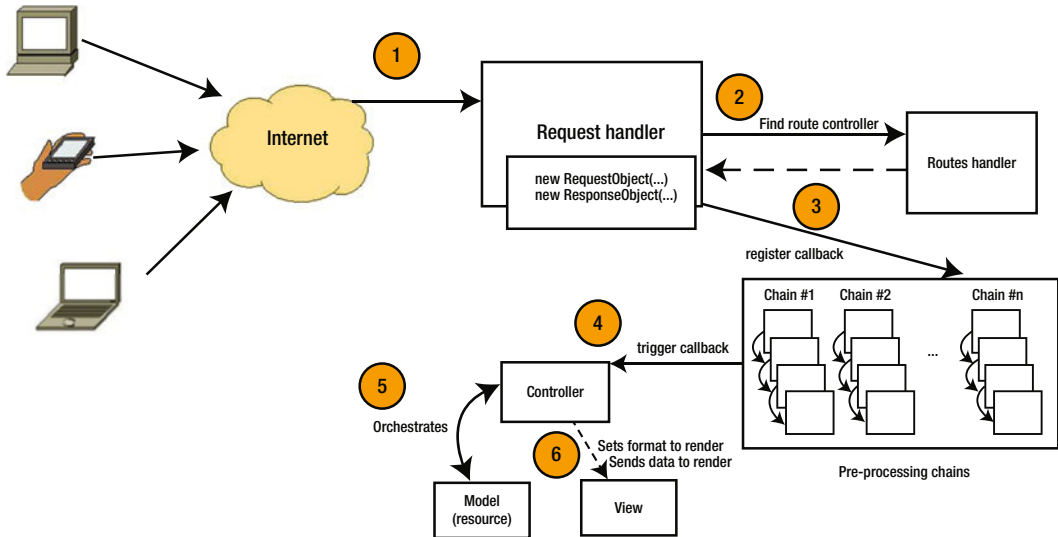 1
Internet
Request handler
new RequestObject(...)
new ResponseObject(...)
2
Find route controller
Routes handler
3
register callback
Chain #1
Chain #2
Chain #n
...
Pre-processing chains
4
trigger callback
Controller
5
Orchestrates
6
Sets format to render
Sends data to render
Model
(resource)
View